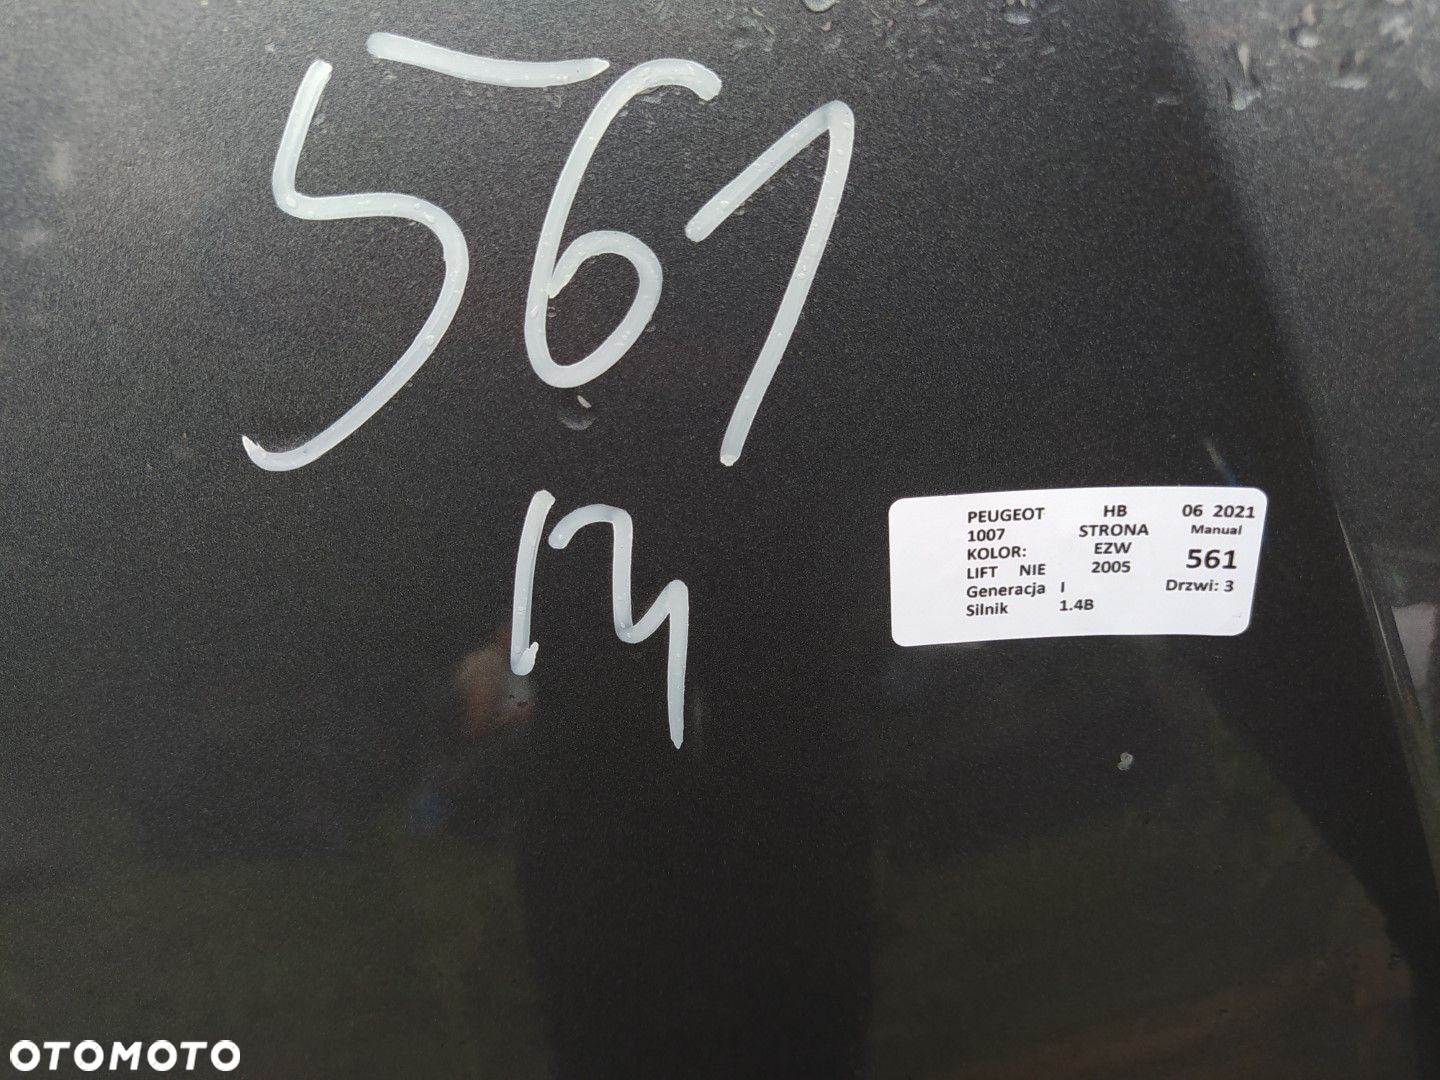 561
PEUGEOT HB 06 2021
1007 STRONA Manual
KOLOR: EZW 561
LIFT NIE 2005
Generacja I Drzwi: 3
Silnik 1.4B
OTOMOTO